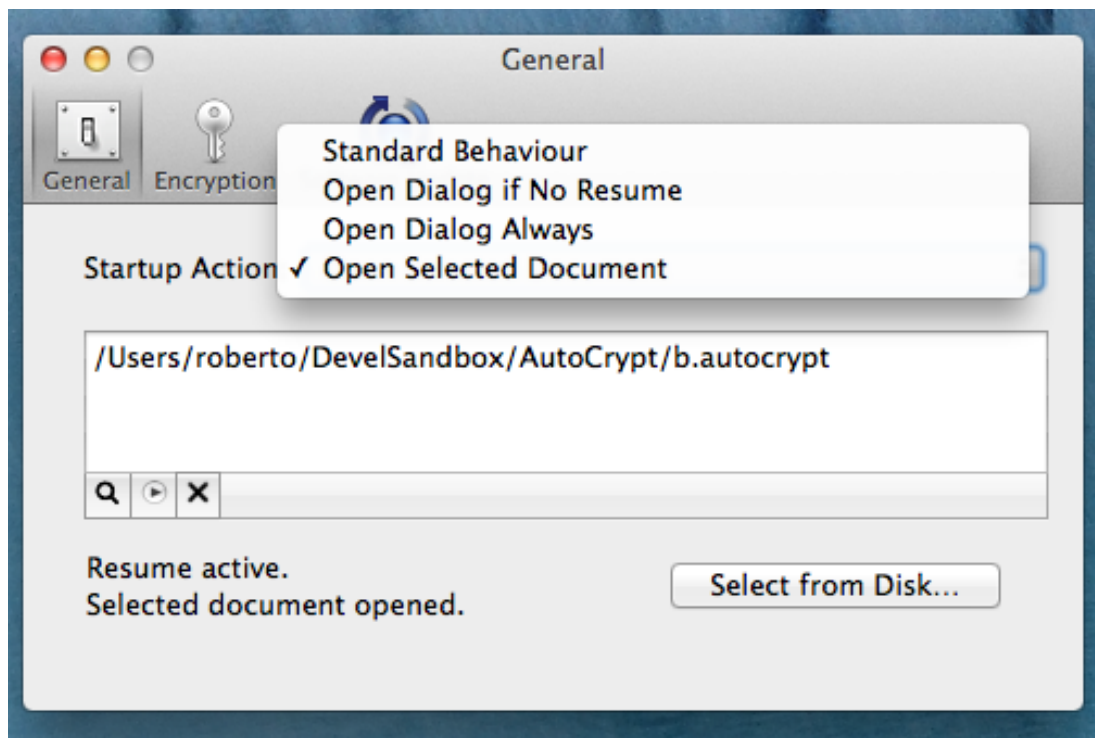 General
General Encryption
Standard Behaviour
Open Dialog if No Resume
Open Dialog Always
Startup Action ✓ Open Selected Document
/Users/roberto/DevelSandbox/AutoCrypt/b.autocrypt
Resume active.
Selected document opened.
Select from Disk...